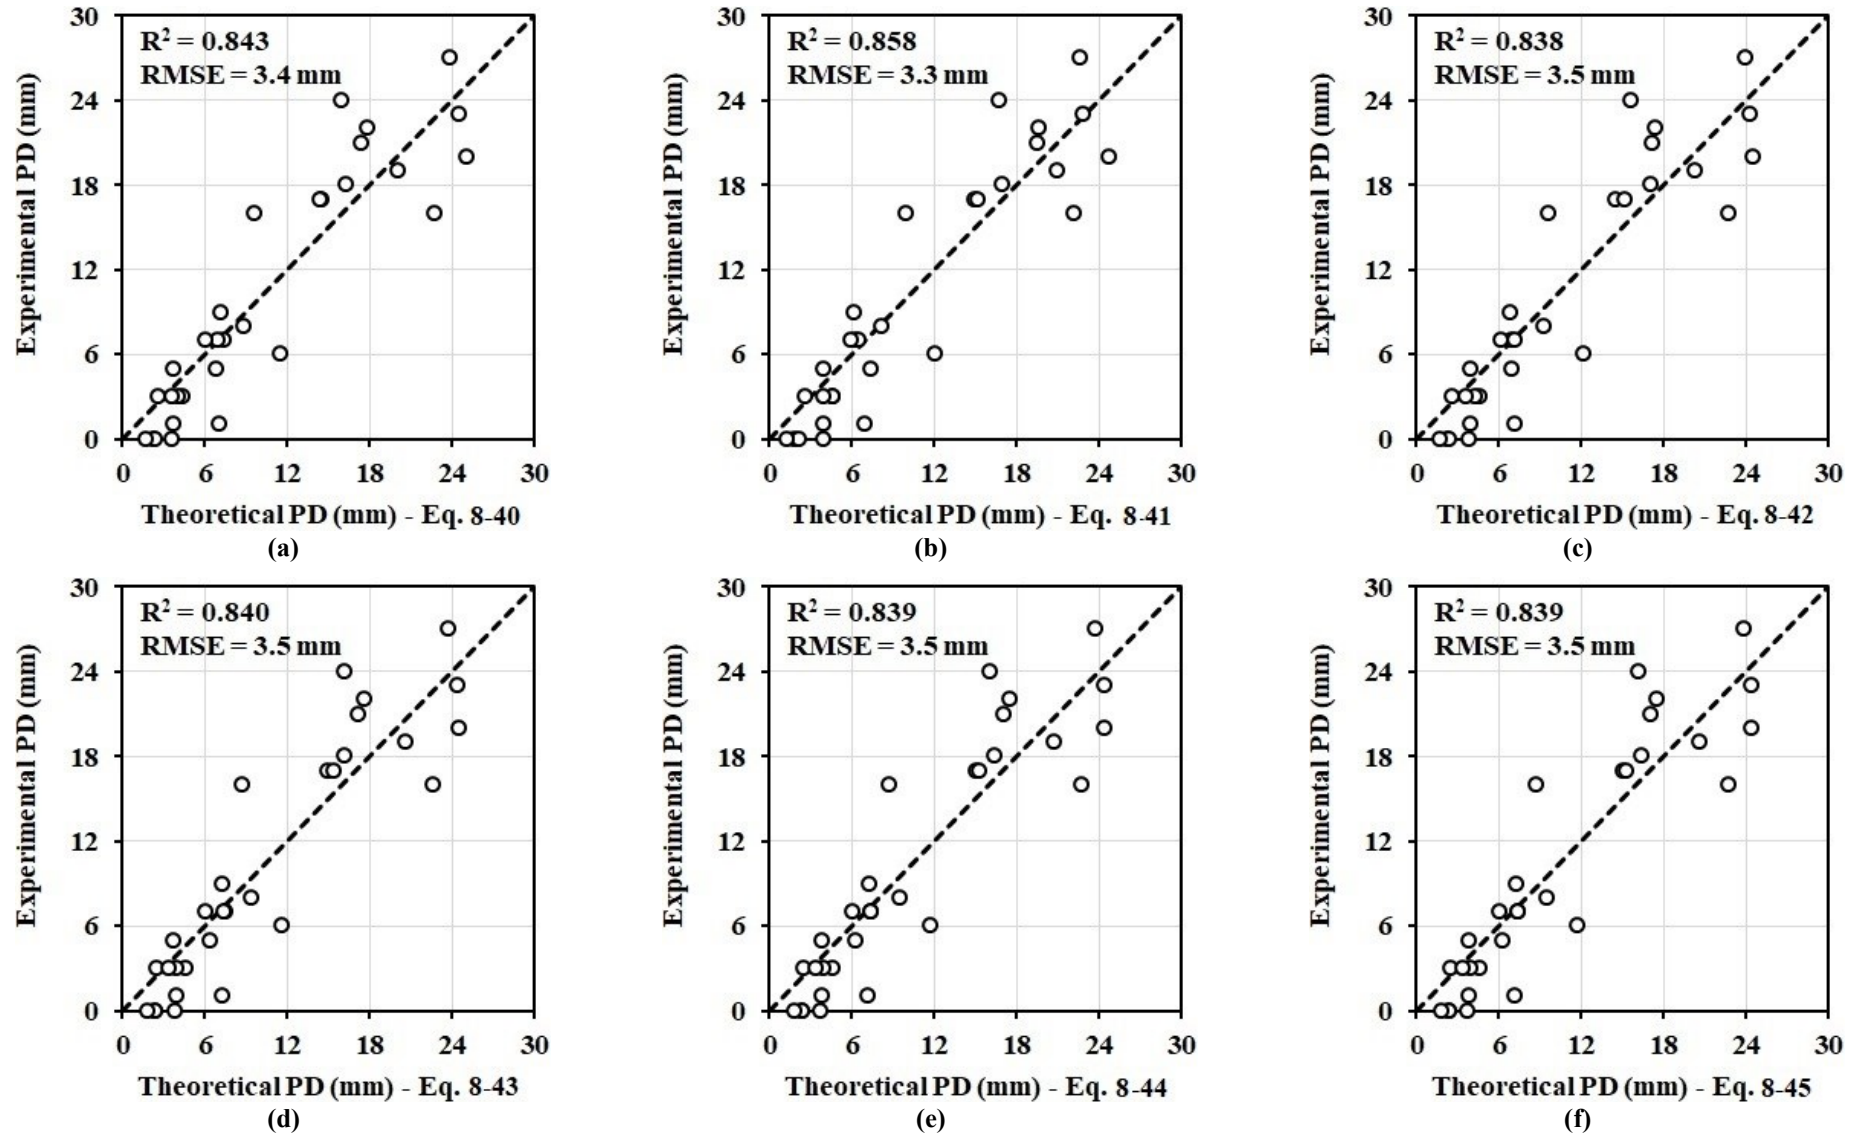 R² = 0.843
RMSE = 3.4 mm
Experimental PD (mm)
30
24
18
12
6
0
0 6 12 18 24 30
Theoretical PD (mm) - Eq. 8-40
(a)
R² = 0.858
RMSE = 3.3 mm
Experimental PD (mm)
30
24
18
12
6
0
0 6 12 18 24 30
Theoretical PD (mm) - Eq. 8-41
(b)
R² = 0.838
RMSE = 3.5 mm
Experimental PD (mm)
30
24
18
12
6
0
0 6 12 18 24 30
Theoretical PD (mm) - Eq. 8-42
(c)
R² = 0.840
RMSE = 3.5 mm
Experimental PD (mm)
30
24
18
12
6
0
0 6 12 18 24 30
Theoretical PD (mm) - Eq. 8-43
(d)
R² = 0.839
RMSE = 3.5 mm
Experimental PD (mm)
30
24
18
12
6
0
0 6 12 18 24 30
Theoretical PD (mm) - Eq. 8-44
(e)
R² = 0.839
RMSE = 3.5 mm
Experimental PD (mm)
30
24
18
12
6
0
0 6 12 18 24 30
Theoretical PD (mm) - Eq. 8-45
(f)